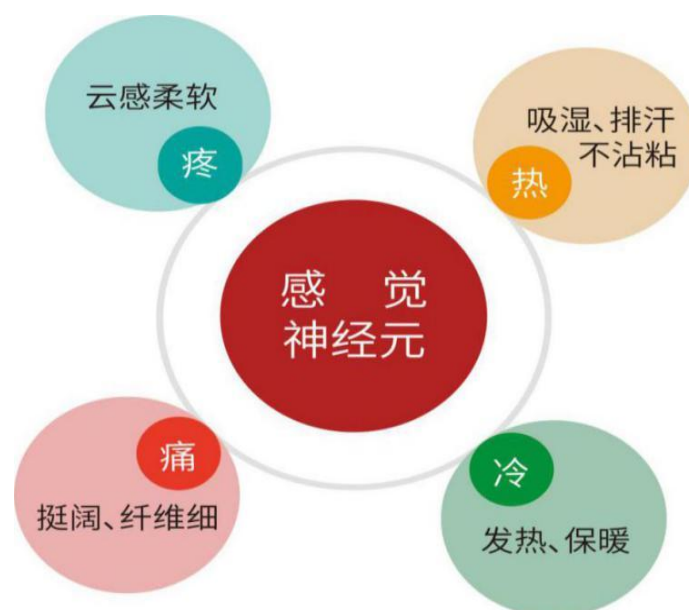 云感柔软
疼
吸湿、排汗
不沾粘
热
感 觉
神经元
痛
挺阔、纤维细
冷
发热、保暖